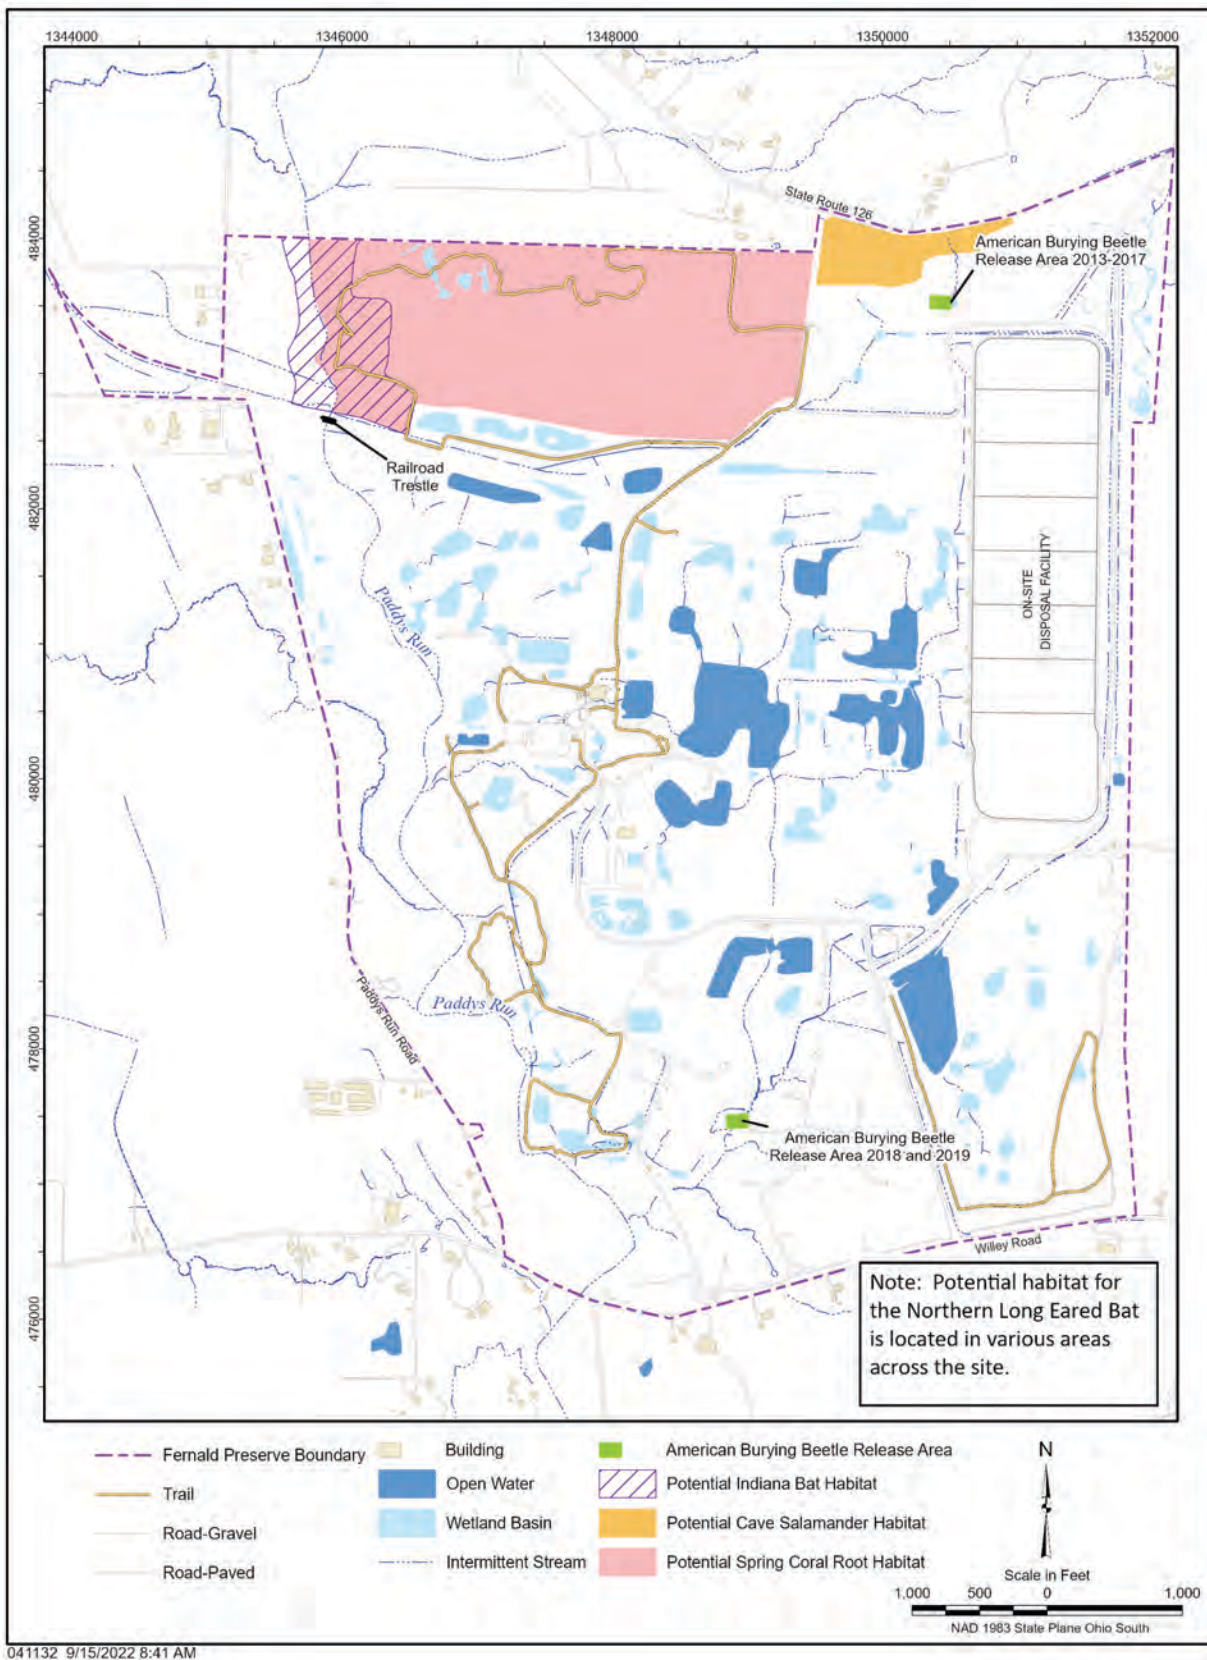 1344000
1346000
1348000
1350000
1352000
484000
482000
480000
478000
476000
State Route 126
American Burying Beetle
Release Area 2013-2017
Railroad
Trestle
Paddys Run
ON-SITE
DISPOSAL FACILITY
Paddys Run
Paddys Run Road
American Burying Beetle
Release Area 2018 and 2019
Willey Road
Note: Potential habitat for
the Northern Long Eared Bat
is located in various areas
across the site.
Fernald Preserve Boundary
Trail
Road-Gravel
Road-Paved
Building
Open Water
Wetland Basin
Intermittent Stream
American Burying Beetle Release Area
Potential Indiana Bat Habitat
Potential Cave Salamander Habitat
Potential Spring Coral Root Habitat
N
Scale in Feet
1,000 500 0 1,000
NAD 1983 State Plane Ohio South
041132 9/15/2022 8:41 AM